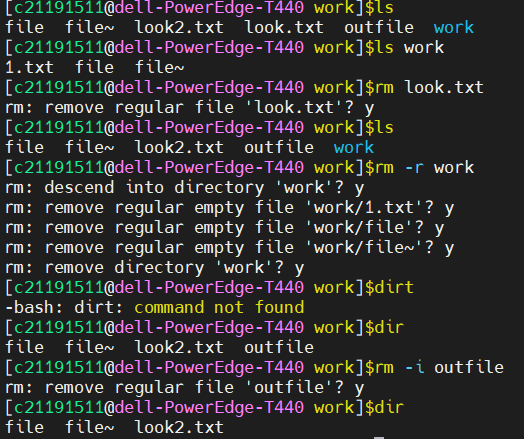 [c21191511@dell-PowerEdge-T440 work]$ls
file  file~  look2.txt  look.txt  outfile  work
[c21191511@dell-PowerEdge-T440 work]$ls work
1.txt  file  file~
[c21191511@dell-PowerEdge-T440 work]$rm look.txt
rm: remove regular file 'look.txt'? y
[c21191511@dell-PowerEdge-T440 work]$ls
file  file~  look2.txt  outfile  work
[c21191511@dell-PowerEdge-T440 work]$rm -r work
rm: descend into directory 'work'? y
rm: remove regular empty file 'work/1.txt'? y
rm: remove regular empty file 'work/file'? y
rm: remove regular empty file 'work/file~'? y
rm: remove directory 'work'? y
[c21191511@dell-PowerEdge-T440 work]$dirt
-bash: dirt: command not found
[c21191511@dell-PowerEdge-T440 work]$dir
file  file~  look2.txt  outfile
[c21191511@dell-PowerEdge-T440 work]$rm -i outfile
rm: remove regular file 'outfile'? y
[c21191511@dell-PowerEdge-T440 work]$dir
file  file~  look2.txt